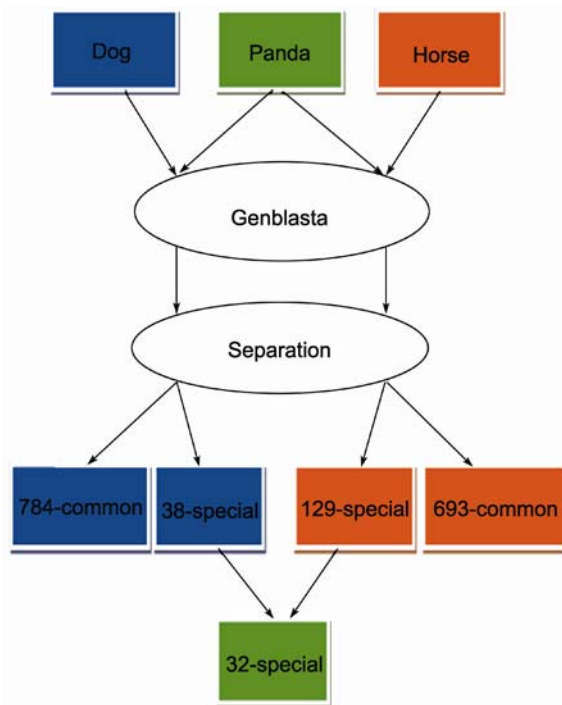 Dog
Panda
Horse
Genblasta
Separation
784-common
38-special
129-special
693-common
32-special